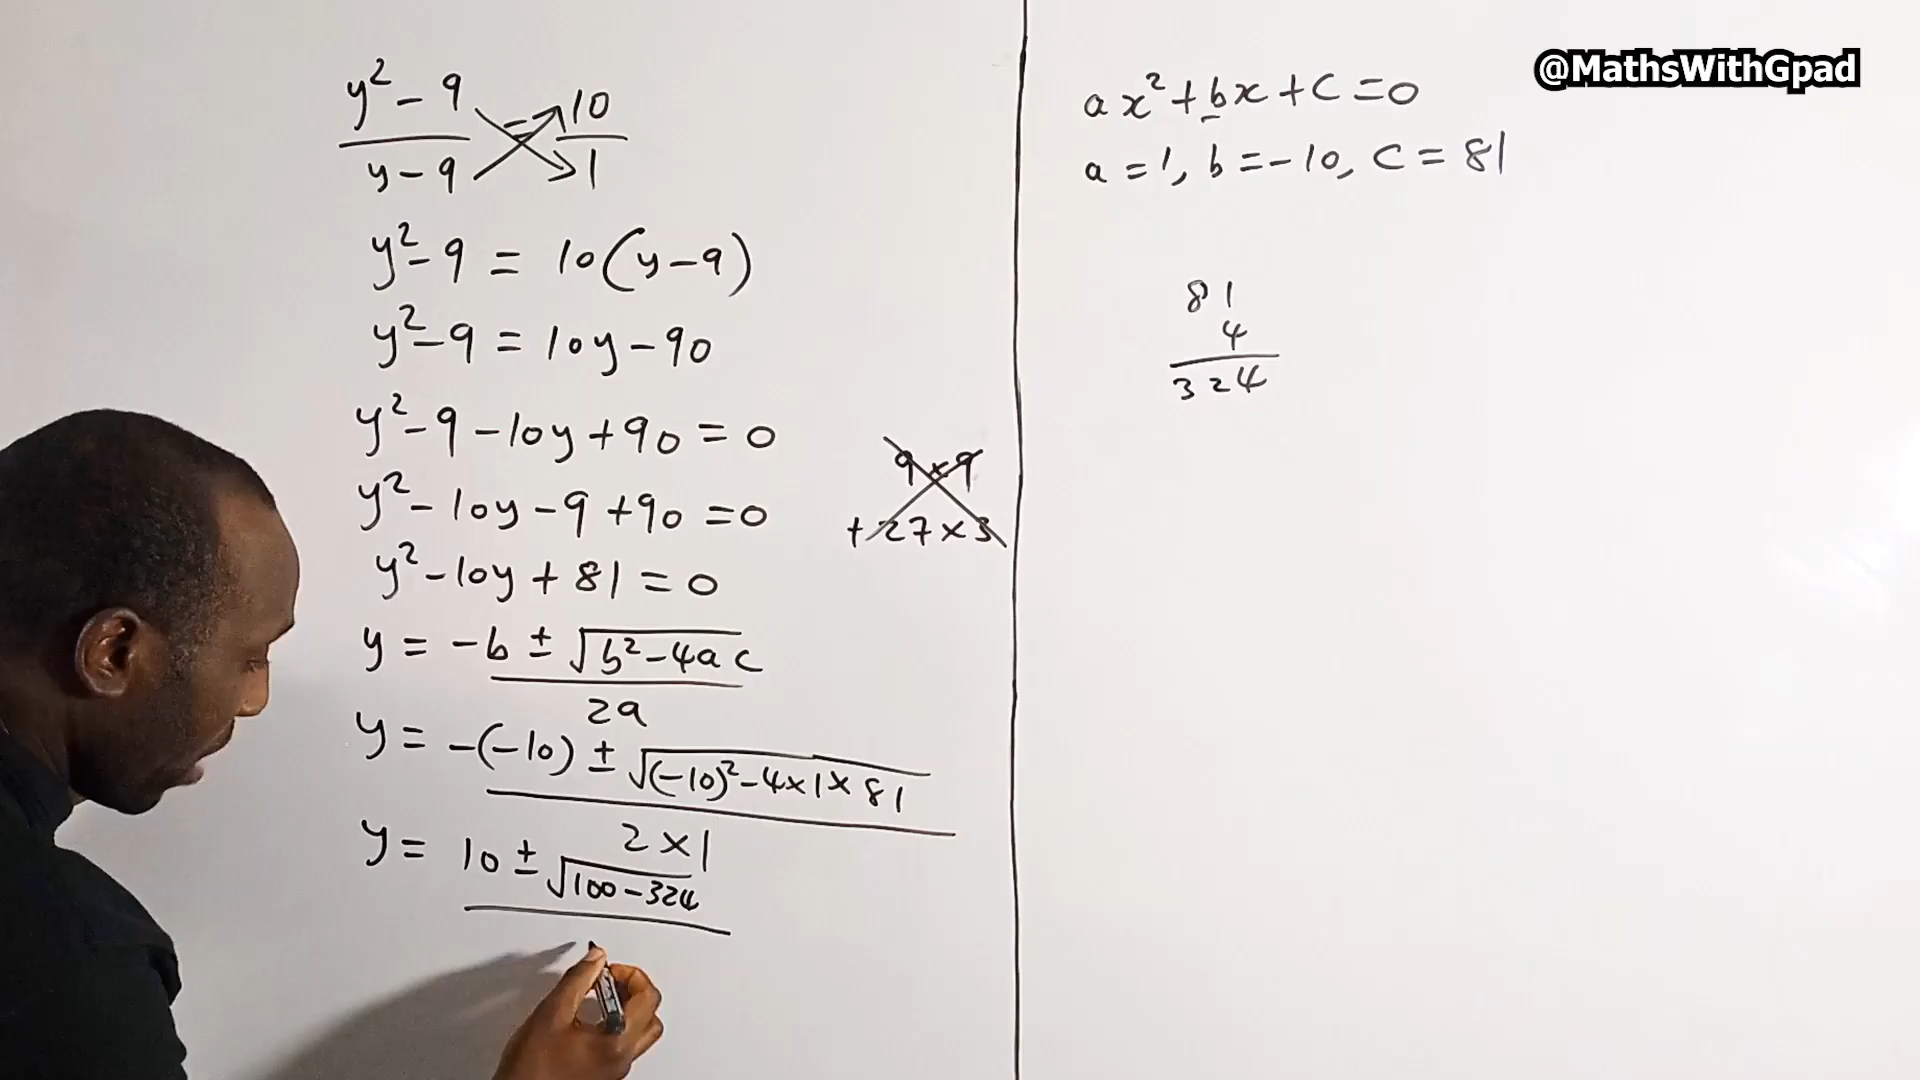 y² - 9 / y - 9 = 10 / 1
y² - 9 = 10(y - 9)
y² - 9 = 10y - 90
y² - 9 - 10y + 90 = 0
y² - 10y - 9 + 90 = 0
y² - 10y + 81 = 0
y = -b ± √b² - 4ac / 2a
y = -(-10) ± √(-10)² - 4 × 1 × 81 / 2 × 1
y = 10 ± √100 - 324
9 × 9
+ 27 × 3
@MathsWithGpad
ax² + bx + c = 0
a = 1, b = -10, c = 81
81
4
324